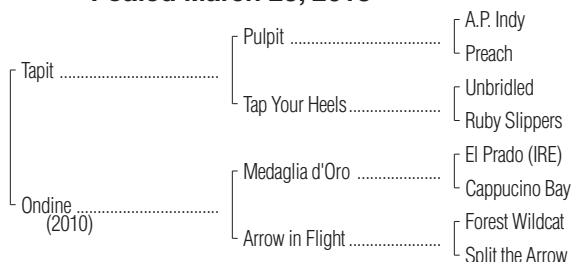 A.P. Indy
Pulpit
Preach
Tapit
Unbridled
Tap Your Heels
Ruby Slippers
El Prado (IRE)
Medaglia d'Oro
Cappucino Bay
Ondine
(2010)
Forest Wildcat
Arrow in Flight
Split the Arrow